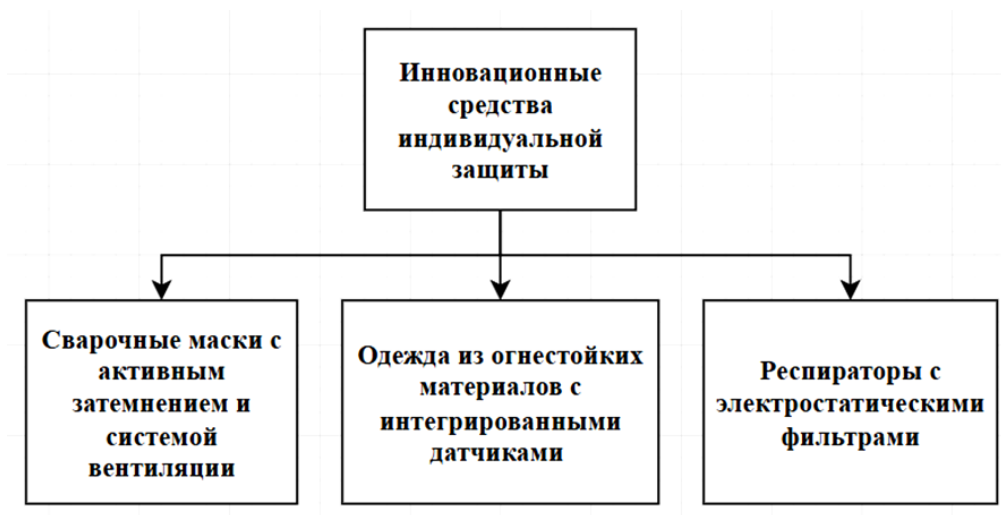 Инновационные
средства
индивидуальной
защиты
Сварочные маски с
активным
затемнением и
системой
вентиляции
Одежда из огнестойких
материалов с
интегрированными
датчиками
Респираторы с
электростатическими
фильтрами